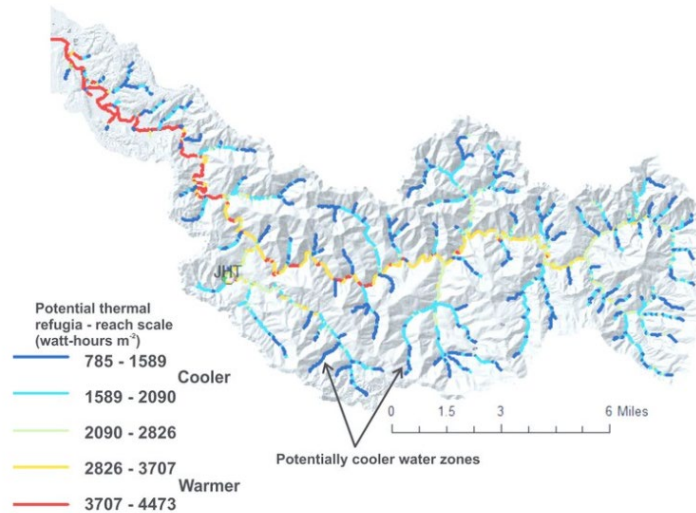 JHT
Potential thermal
refugia - reach scale
(watt-hours m⁻²)
785 - 1589
Cooler
1589 - 2090
2090 - 2826
2826 - 3707
Warmer
3707 - 4473
0 1.5 3 6 Miles
Potentially cooler water zones